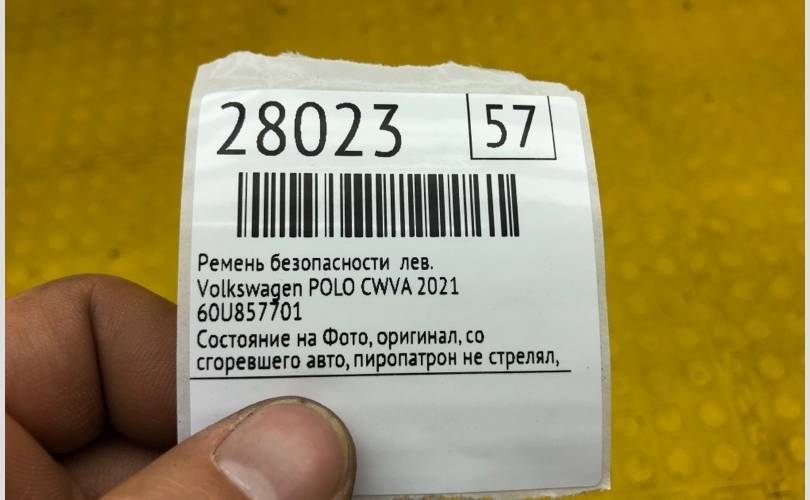 28023
57
Ремень безопасности лев.
Volkswagen POLO CWVA 2021
60U857701
Состояние на Фото, оригинал, со
сгоревшего авто, пиропатрон не стрелял,